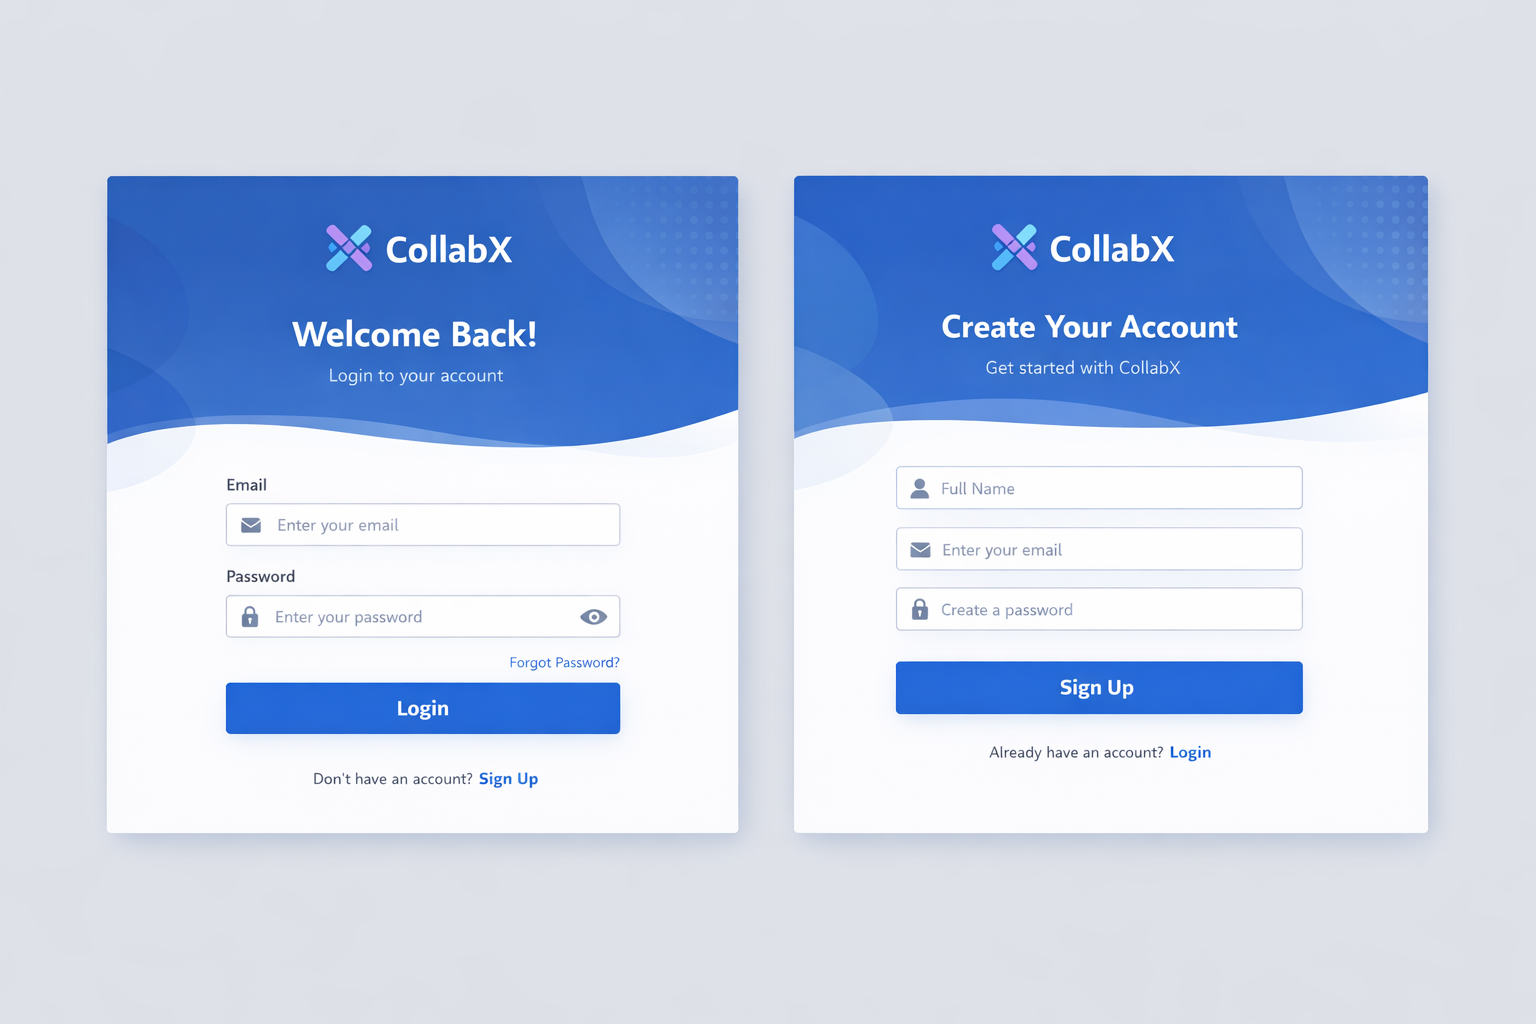 CollabX
Welcome Back!
Login to your account
Email
Enter your email
Password
Enter your password
Forgot Password?
Login
Don't have an account? Sign Up
CollabX
Create Your Account
Get started with CollabX
Full Name
Enter your email
Create a password
Sign Up
Already have an account? Login